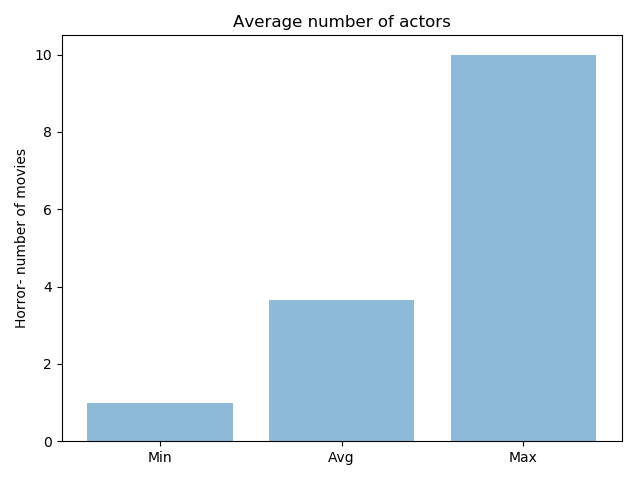 Average number of actors
Horror- number of movies
10
8
6
4
2
0
Min
Avg
Max